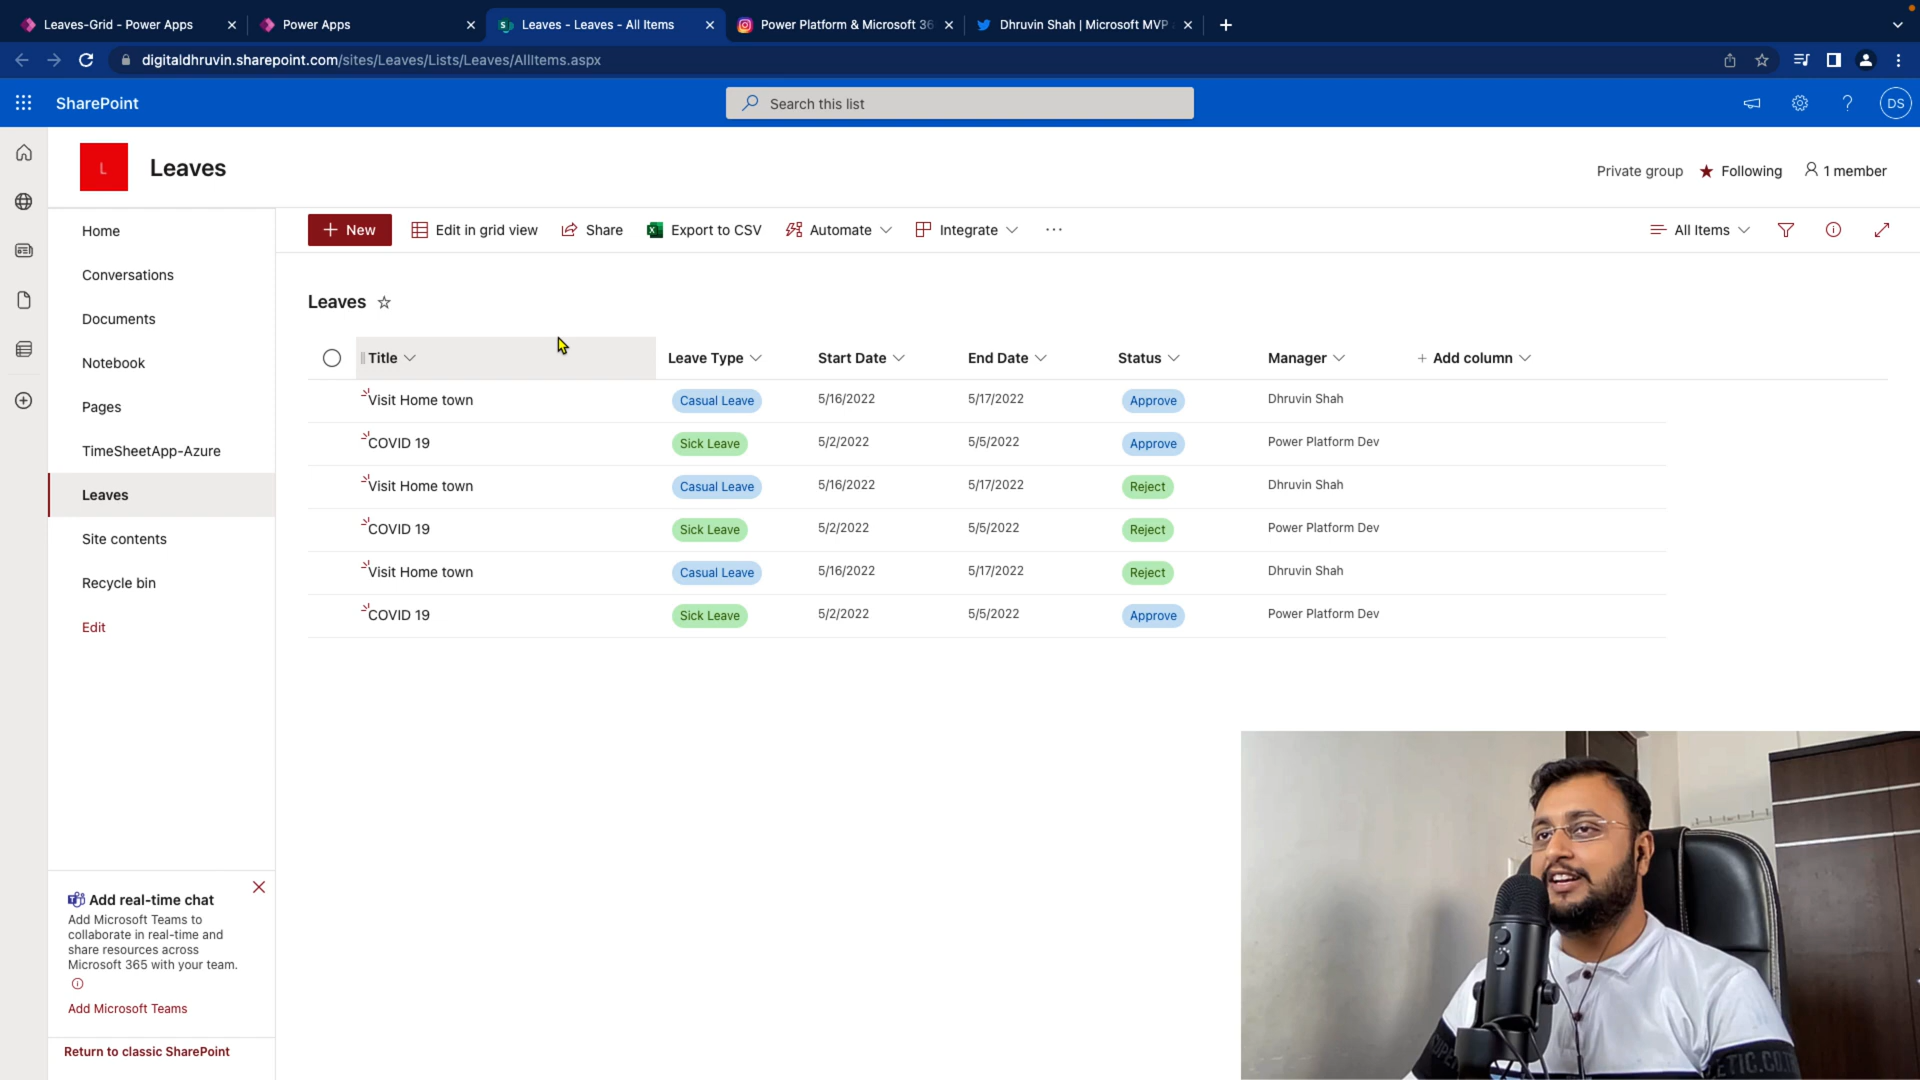 Leaves-Grid - Power Apps
Power Apps
Leaves - Leaves - All Items
Power Platform & Microsoft 36
Dhruvin Shah | Microsoft MVP
digitaldhruvin.sharepoint.com/sites/Leaves/Lists/Leaves/AllItems.aspx
SharePoint
Search this list
DS
L
Leaves
Private group
Following
1 member
Home
Conversations
Documents
Notebook
Pages
TimeSheetApp-Azure
Leaves
Site contents
Recycle bin
Edit
New
Edit in grid view
Share
Export to CSV
Automate
Integrate
All Items
Leaves
Title Leave Type Start Date End Date Status Manager Add column
Visit Home town Casual Leave 5/16/2022 5/17/2022 Approve Dhruvin Shah
COVID 19 Sick Leave 5/2/2022 5/5/2022 Approve Power Platform Dev
Visit Home town Casual Leave 5/16/2022 5/17/2022 Reject Dhruvin Shah
COVID 19 Sick Leave 5/2/2022 5/5/2022 Reject Power Platform Dev
Visit Home town Casual Leave 5/16/2022 5/17/2022 Reject Dhruvin Shah
COVID 19 Sick Leave 5/2/2022 5/5/2022 Approve Power Platform Dev
Add real-time chat
Add Microsoft Teams to
collaborate in real-time and
share resources across
Microsoft 365 with your team.
Add Microsoft Teams
Return to classic SharePoint